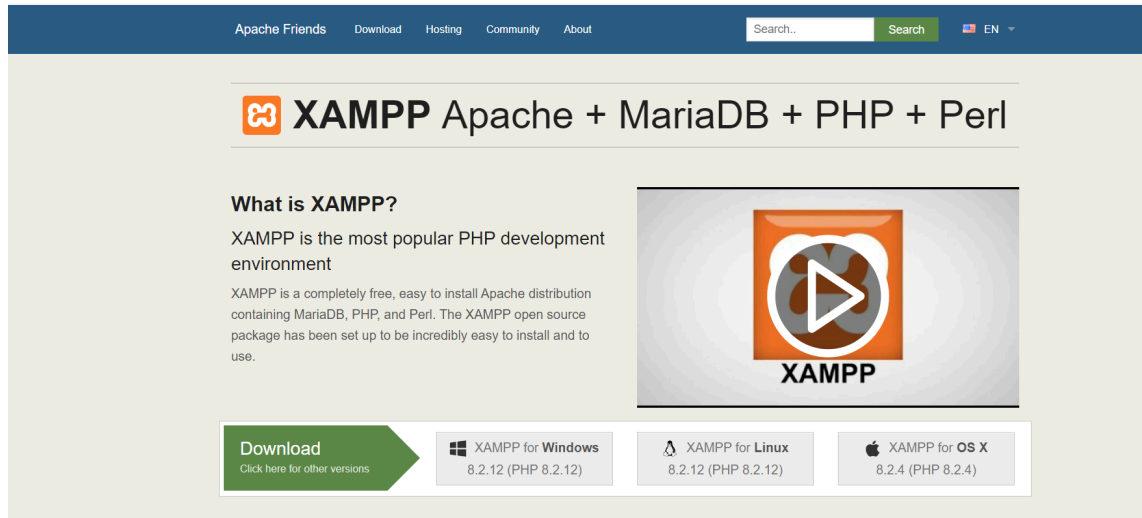 Apache Friends Download Hosting Community About Search.. Search EN
XAMPP Apache + MariaDB + PHP + Perl
What is XAMPP?
XAMPP is the most popular PHP development
environment
XAMPP is a completely free, easy to install Apache distribution
containing MariaDB, PHP, and Perl. The XAMPP open source
package has been set up to be incredibly easy to install and to
use.
XAMPP
Download
Click here for other versions
XAMPP for Windows
8.2.12 (PHP 8.2.12)
XAMPP for Linux
8.2.12 (PHP 8.2.12)
XAMPP for OS X
8.2.4 (PHP 8.2.4)